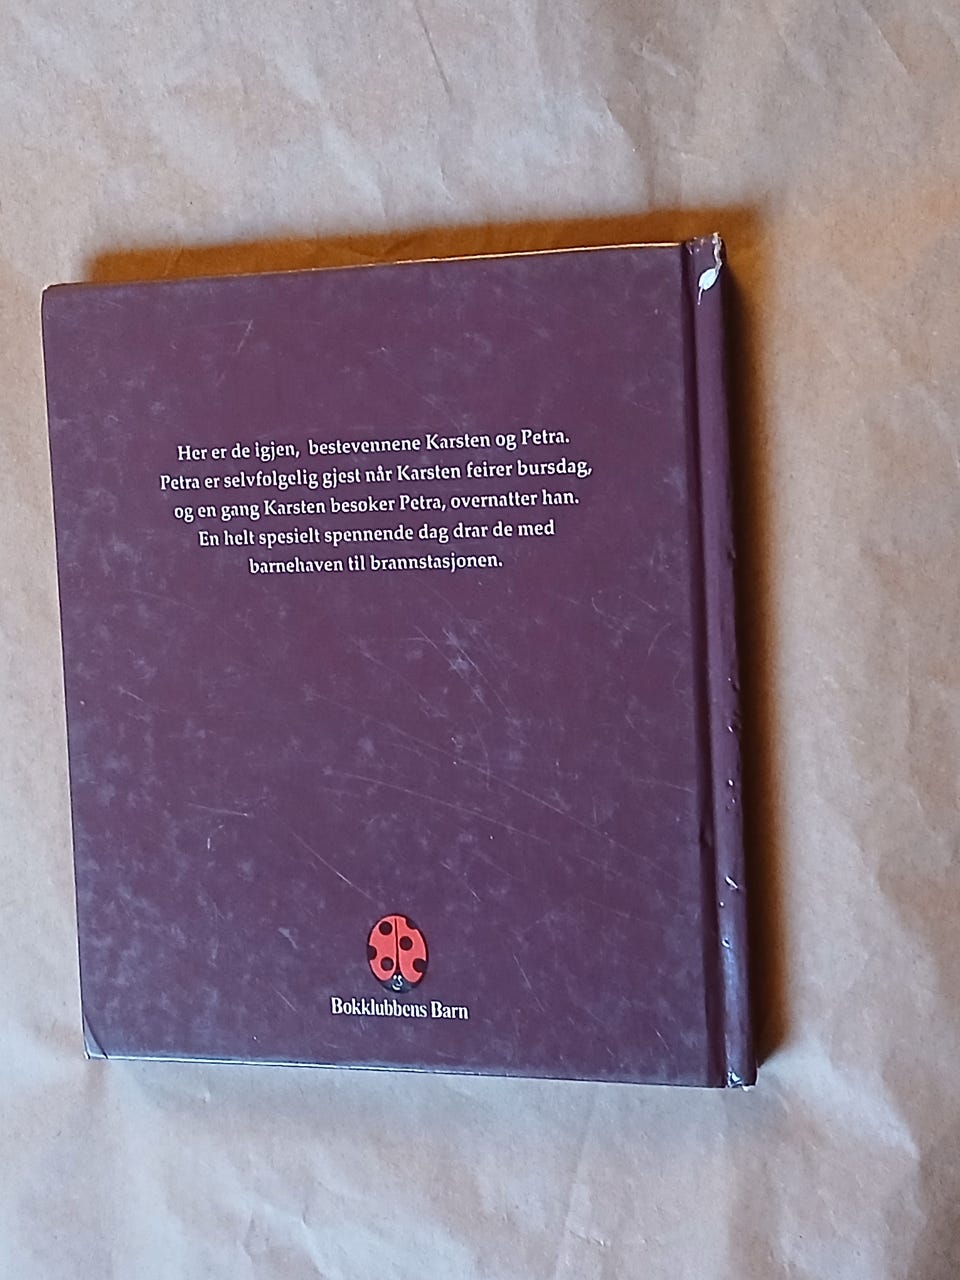 Her er de igjen, bestevennene Karsten og Petra.
Petra er selvfølgelig gjest når Karsten feirer bursdag,
og en gang Karsten besøker Petra, overnatter han.
En helt spesielt spennende dag drar de med
barnehaven til brannstasjonen.
Bokklubbens Barn